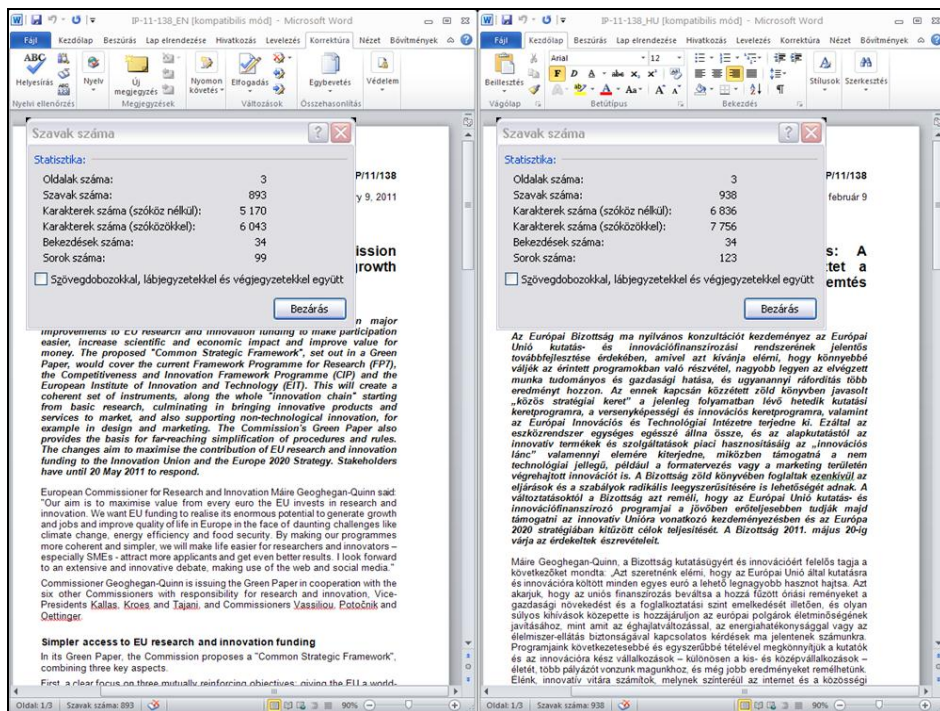 IP-11-138_EN [kompatibilis mód] - Microsoft Word
Fájl Kezdőlap Beszúrás Lap elrendezése Hivatkozás Levelezés Korrektúra Nézet Bővítmények
Helyesírás Nyelv Új megjegyzés Nyomon követés Elfogadás Egybevetés Védelem
Nyelvi ellenőrzés Megjegyzések Változások Összehasonlítás
Szavak száma
Statisztika:
Oldalak száma: 3
Szavak száma: 893
Karakterek száma (szóköz nélkül): 5 170
Karakterek száma (szóközökkel): 6 043
Bekezdések száma: 34
Sorok száma: 99
Szövegdobozokkal, lábjegyzetekkel és végjegyzetekkel együtt
Bezárás
P/11/138
y 9, 2011
ission
growth
n major
improvements to EU research and innovation funding to make participation
easier, increase scientific and economic impact and improve value for
money. The proposed "Common Strategic Framework", set out in a Green
Paper, would cover the current Framework Programme for Research (FP7),
the Competitiveness and Innovation Framework Programme (CIP) and the
European Institute of Innovation and Technology (EIT). This will create a
coherent set of instruments, along the whole "innovation chain" starting
from basic research, culminating in bringing innovative products and
services to market, and also supporting non-technological innovation, for
example in design and marketing. The Commission's Green Paper also
provides the basis for far-reaching simplification of procedures and rules.
The changes aim to maximise the contribution of EU research and innovation
funding to the Innovation Union and the Europe 2020 Strategy. Stakeholders
have until 20 May 2011 to respond.
European Commissioner for Research and Innovation Máire Geoghegan-Quinn said:
"Our aim is to maximise value from every euro the EU invests in research and
innovation. We want EU funding to realise its enormous potential to generate growth
and jobs and improve quality of life in Europe in the face of daunting challenges like
climate change, energy efficiency and food security. By making our programmes
more coherent and simpler, we will make life easier for researchers and innovators –
especially SMEs - attract more applicants and get even better results. I look forward
to an extensive and innovative debate, making use of the web and social media."
Commissioner Geoghegan-Quinn is issuing the Green Paper in cooperation with the
six other Commissioners with responsibility for research and innovation, Vice-
Presidents Kallas, Kroes and Tajani, and Commissioners Vassiliou, Potočnik and
Oettinger.
Simpler access to EU research and innovation funding
In its Green Paper, the Commission proposes a "Common Strategic Framework",
combining three key aspects.
First, a clear focus on three mutually reinforcing objectives: giving the EU a world-
Oldal: 1/3 Szavak száma: 893 90%
IP-11-138_HU [kompatibilis mód] - Microsoft Word
Fájl Kezdőlap Beszúrás Lap elrendezése Hivatkozás Levelezés Korrektúra Nézet Bővítmények
Beillesztés Arial 12 Stílusok Szerkesztés
Vágólap Betűtípus Bekezdés
Szavak száma
Statisztika:
Oldalak száma: 3
Szavak száma: 938
Karakterek száma (szóköz nélkül): 6 836
Karakterek száma (szóközökkel): 7 756
Bekezdések száma: 34
Sorok száma: 123
Szövegdobozokkal, lábjegyzetekkel és végjegyzetekkel együtt
Bezárás
P/11/138
február 9
s: A
tet a
emtés
Az Európai Bizottság ma nyilvános konzultációt kezdeményez az Európai
Unió kutatás- és innovációfinanszírozási rendszerének jelentős
továbbfejlesztése érdekében, amivel azt kívánja elérni, hogy könnyebbé
váljék az érintett programokban való részvétel, nagyobb legyen az elvégzett
munka tudományos és gazdasági hatása, és ugyanannyi ráfordítás több
eredményt hozzon. Az ennek kapcsán közzétett zöld könyvben javasolt
„közös stratégiai keret” a jelenleg folyamatban lévő hetedik kutatási
keretprogramra, a versenyképességi és innovációs keretprogramra, valamint
az Európai Innovációs és Technológiai Intézetre terjedne ki. Ezáltal az
eszközrendszer egységes egésszé állna össze, és az alapkutatástól az
innovatív termékek és szolgáltatások piaci hasznosításáig az „innovációs
lánc” valamennyi elemére kiterjedne, miközben támogatná a nem
technológiai jellegű, például a formatervezés vagy a marketing területén
végrehajtott innovációt is. A Bizottság zöld könyvében foglaltak ezenkívül az
eljárások és a szabályok radikális leegyszerűsítésére is lehetőséget adnak. A
változtatásoktól a Bizottság azt reméli, hogy az Európai Unió kutatás- és
innovációfinanszírozó programjai a jövőben erőteljesebben tudják majd
támogatni az innovatív Unióra vonatkozó kezdeményezésben és az Európa
2020 stratégiában kitűzött célok teljesítését. A Bizottság 2011. május 20-ig
várja az érdekeltek észrevételeit.
Máire Geoghegan-Quinn, a Bizottság kutatásügyért és innovációért felelős tagja a
következőket mondta: „Azt szeretnénk elérni, hogy az Európai Unió által kutatásra
és innovációra költött minden egyes euró a lehető legnagyobb hasznot hajtsa. Azt
akarjuk, hogy az uniós finanszírozás beváltsa a hozzá fűzött óriási reményeket a
gazdasági növekedést és a foglalkoztatási szint emelkedését illetően, és olyan
súlyos kihívások közepette is hozzájáruljon az európai polgárok életminőségének
javításához, mint amit az éghajlatváltozással, az energiahatékonysággal vagy az
élelmiszer-ellátás biztonságával kapcsolatos kérdések ma jelentenek számunkra.
Programjaink következetesebbé és egyszerűbbé tételével megkönnyítjük a kutatók
és az innovációra kész vállalkozások – különösen a kis- és középvállalkozások –
életét, több pályázót vonzunk magunkhoz, és még jobb eredményeket remélhetünk.
Élénk, innovatív vitára számítok, melynek színteréül az internet és a közösségi
Oldal: 1/3 Szavak száma: 938 90%